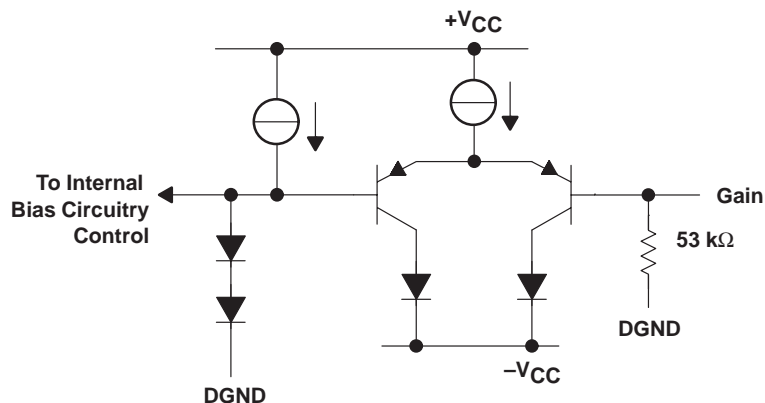 +VCC
To Internal
Bias Circuitry
Control
Gain
53 kΩ
DGND
–VCC
DGND